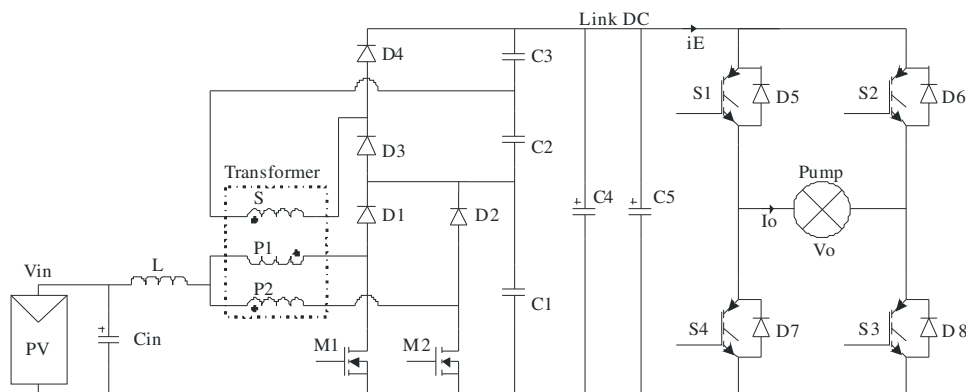 Link DC
iE
D4
C3
S1
D5
S2
D6
D3
C2
Transformer
S
D1
D2
C4
C5
Pump
Io
Vo
P1
Vin
L
P2
C1
PV
Cin
M1
M2
S4
D7
S3
D8